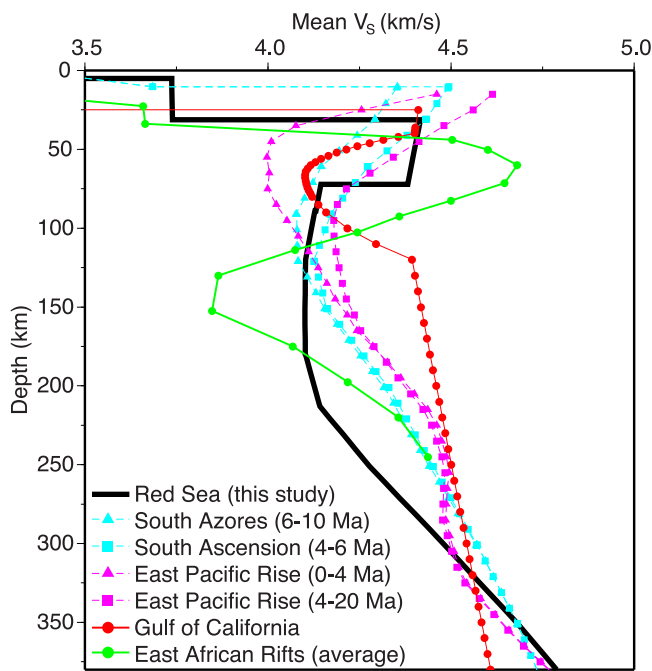 Mean VS (km/s)
3.5 4.0 4.5 5.0
Depth (km)
0
50
100
150
200
250
300
350
Red Sea (this study)
South Azores (6-10 Ma)
South Ascension (4-6 Ma)
East Pacific Rise (0-4 Ma)
East Pacific Rise (4-20 Ma)
Gulf of California
East African Rifts (average)